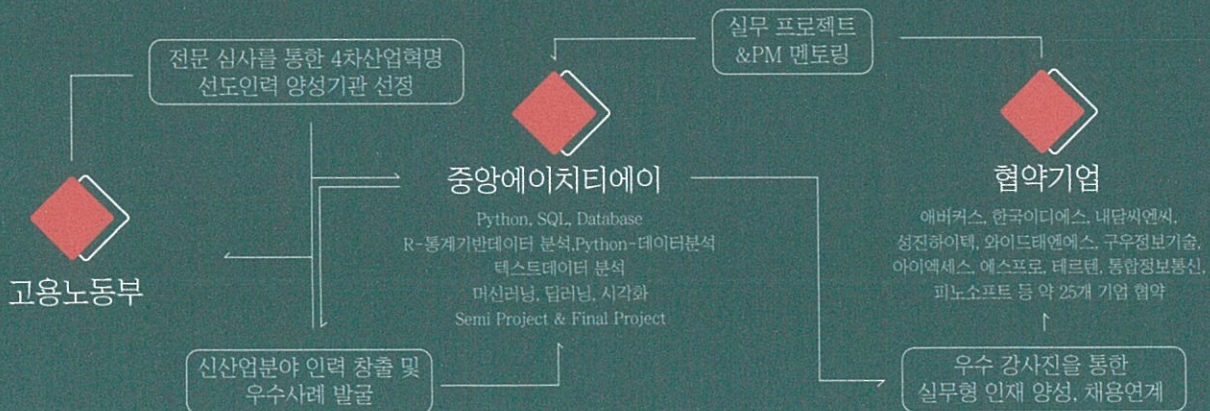 전문 심사를 통한 4차산업혁명
선도인력 양성기관 선정
실무 프로젝트
&PM 멘토링
고용노동부
중앙에이치티에이
Python, SQL, Database
R-통계기반데이터 분석,Python-데이터분석
텍스트데이터 분석
머신러닝, 딥러닝, 시각화
Semi Project & Final Project
협약기업
애버커스, 한국이디에스, 내담씨엔씨,
성진하이텍, 와이드태엔에스, 구우정보기술,
아이엑세스, 에스프로, 테르텐, 통합정보통신,
피노소프트 등 약 25개 기업 협약
신산업분야 인력 창출 및
우수사례 발굴
우수 강사진을 통한
실무형 인재 양성, 채용연계